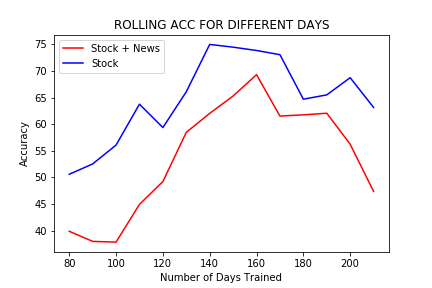 ROLLING ACC FOR DIFFERENT DAYS
Stock + News
Stock
Accuracy
75
70
65
60
55
50
45
40
80 100 120 140 160 180 200
Number of Days Trained